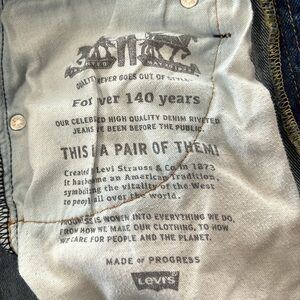 QUALITY NEVER GOES OUT OF STYLE
For over 140 years
OUR CELEBRATED HIGH QUALITY DENIM RIVETED
JEANS HAVE BEEN BEFORE THE PUBLIC.
THIS IS A PAIR OF THEM!
Created by Levi Strauss & Co. in 1873
It has become an American Tradition,
symbolizing the vitality of the West
to people all over the world.
PROGRESS IS WOVEN INTO EVERYTHING WE DO,
FROM HOW WE MAKE OUR CLOTHING, TO HOW
WE CARE FOR PEOPLE AND THE PLANET.
MADE OF PROGRESS
Levi's